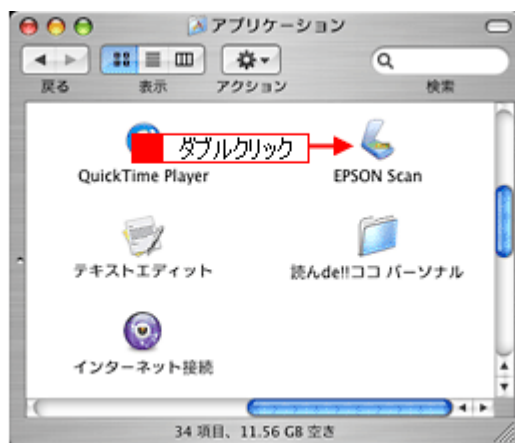 アプリケーション
戻る
表示
アクション
検索
ダブルクリック
QuickTime Player
EPSON Scan
テキストエディット
読んde!!ココ パーソナル
インターネット接続
34 項目、11.56 GB 空き